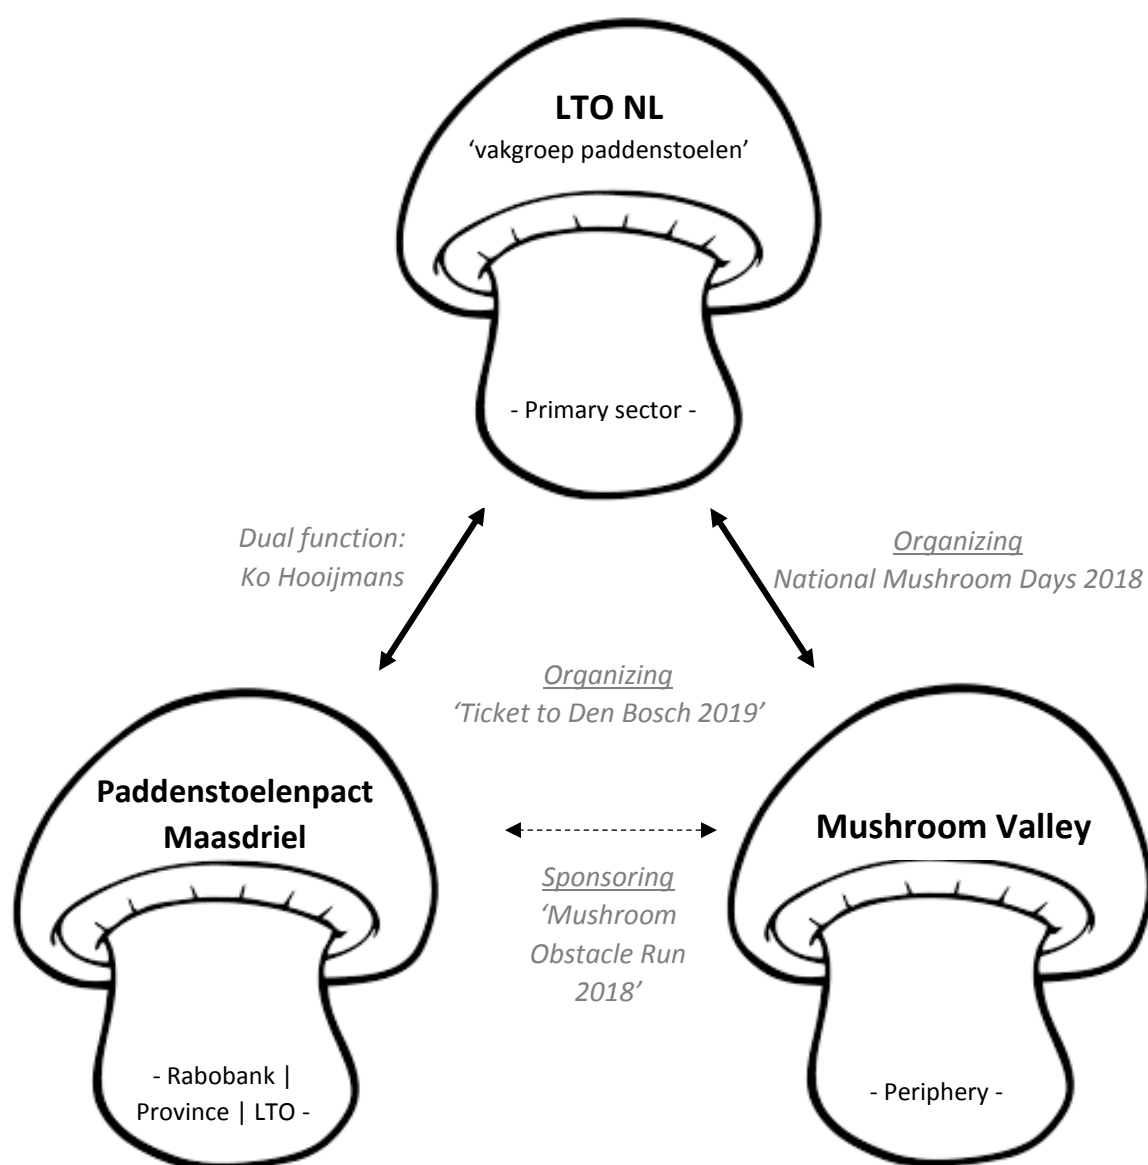 LTO NL
‘vakgroep paddenstoelen’
- Primary sector -
Dual function:
Ko Hooijmans
Organizing
National Mushroom Days 2018
Organizing
‘Ticket to Den Bosch 2019’
Paddenstoelenpact
Maasdriel
Mushroom Valley
Sponsoring
‘Mushroom
Obstacle Run
2018’
- Rabobank |
Province | LTO -
- Periphery -